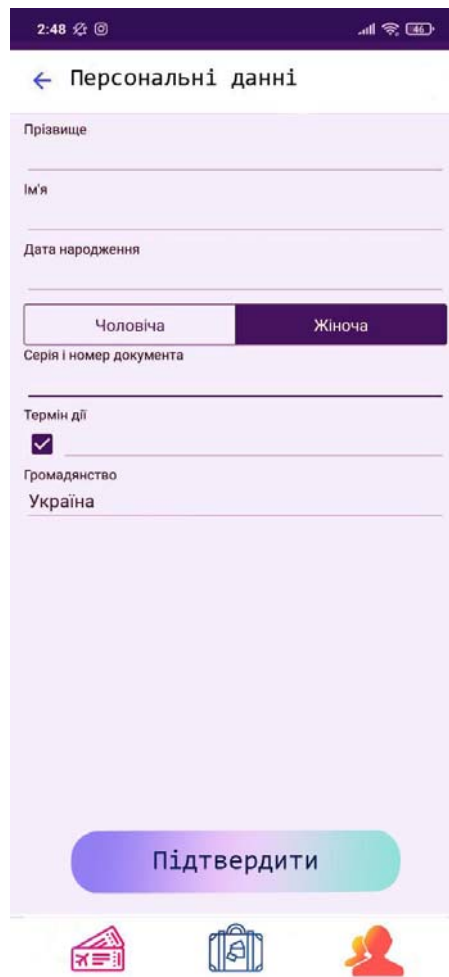 2:48 46
Персональні данні
Прізвище
Ім'я
Дата народження
Чоловіча Жіноча
Серія і номер документа
Термін дії
Громадянство
Україна
Підтвердити